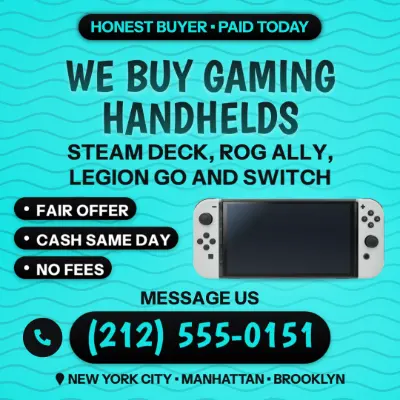 HONEST BUYER • PAID TODAY
WE BUY GAMING
HANDHELDS
STEAM DECK, ROG ALLY,
LEGION GO AND SWITCH
• FAIR OFFER
• CASH SAME DAY
• NO FEES
MESSAGE US
(212) 555-0151
NEW YORK CITY • MANHATTAN • BROOKLYN